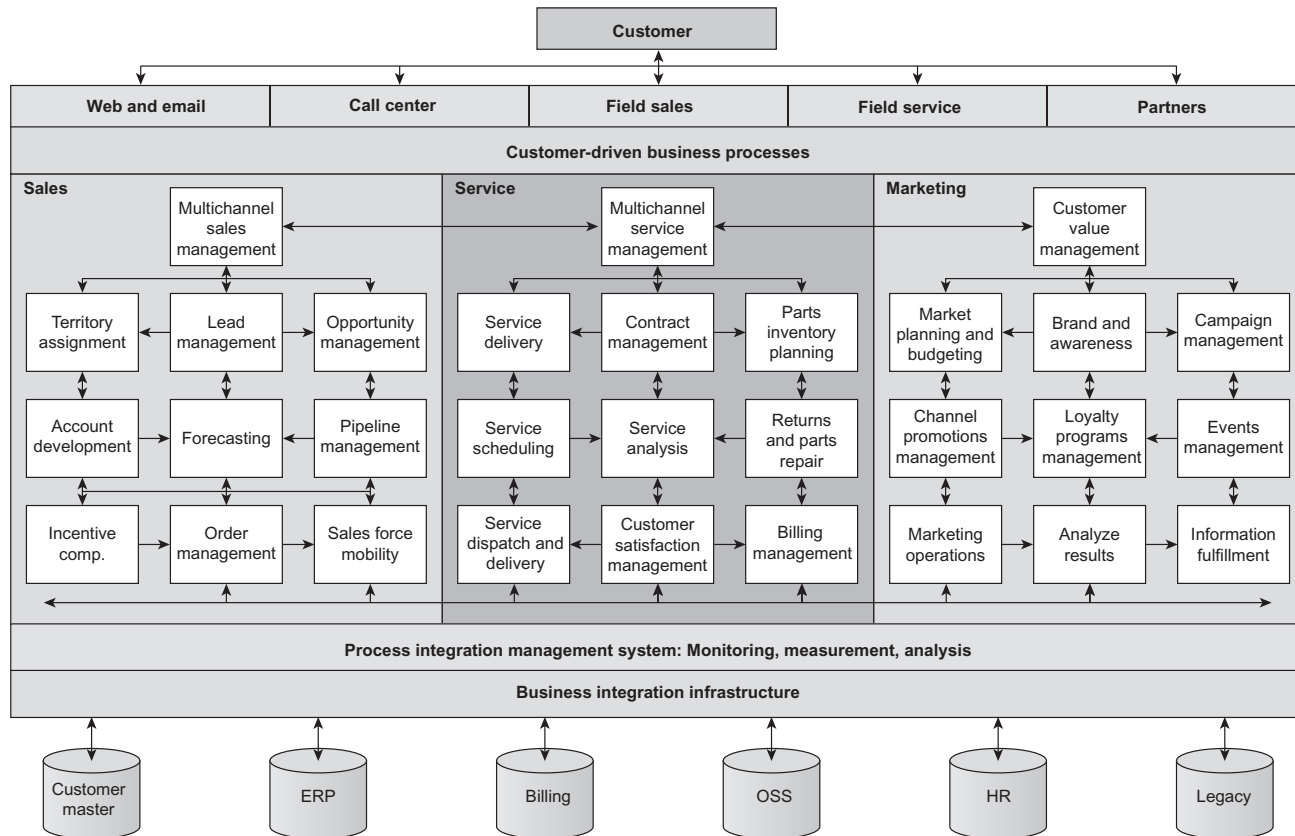 Customer
Web and email
Call center
Field sales
Field service
Partners
Customer-driven business processes
Sales
Multichannel
sales
management
Territory
assignment
Lead
management
Opportunity
management
Account
development
Forecasting
Pipeline
management
Incentive
comp.
Order
management
Sales force
mobility
Service
Multichannel
service
management
Service
delivery
Contract
management
Parts
inventory
planning
Service
scheduling
Service
analysis
Returns and
parts
repair
Service
dispatch and
delivery
Customer
satisfaction
management
Billing
management
Marketing
Customer
value
management
Market
planning and
budgeting
Brand and
awareness
Campaign
management
Channel
promotions
management
Loyalty
programs
management
Events
management
Marketing
operations
Analyze
results
Information
fulfillment
Process integration management system: Monitoring, measurement, analysis
Business integration infrastructure
Customer
master
ERP
Billing
OSS
HR
Legacy